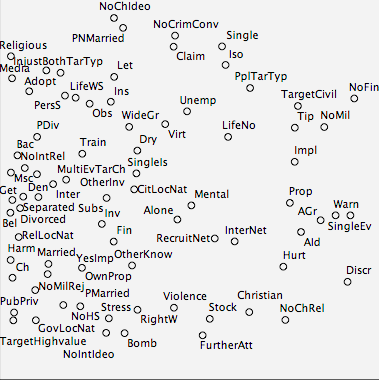 NoChIdeo
PNMarried
NoCrimConv
Claim
Single
Iso
Religious
InjustBothTarTyp
Media
Adopt
LifeWS
Let
PplTarTyp
NoFin
PersS
Obs
Ins
Unemp
TargetCivil
WideGr
Virt
LifeNo
Tip
NoMil
PDiv
Train
Dry
Impl
Bac
NoIntRel
Msc
MultiEvTarCh
SingleIs
Get
Den
OtherInv
CitLocNat
Separated
Inter
Subs
Inv
Alone
Mental
Prop
AGr
Warn
SingleEv
Bel
Divorced
RelLocNat
Fin
RecruitNet
InterNet
Ald
Harm
Married
YesImp
OtherKnow
Hurt
Ch
OwnProp
Discr
NoMilRej
PubPriv
PMarried
Stress
Violence
Christian
NoHS
RightW
Stock
NoChRel
GovLocNat
TargetHighvalue
NoIntIdeo
Bomb
FurtherAtt